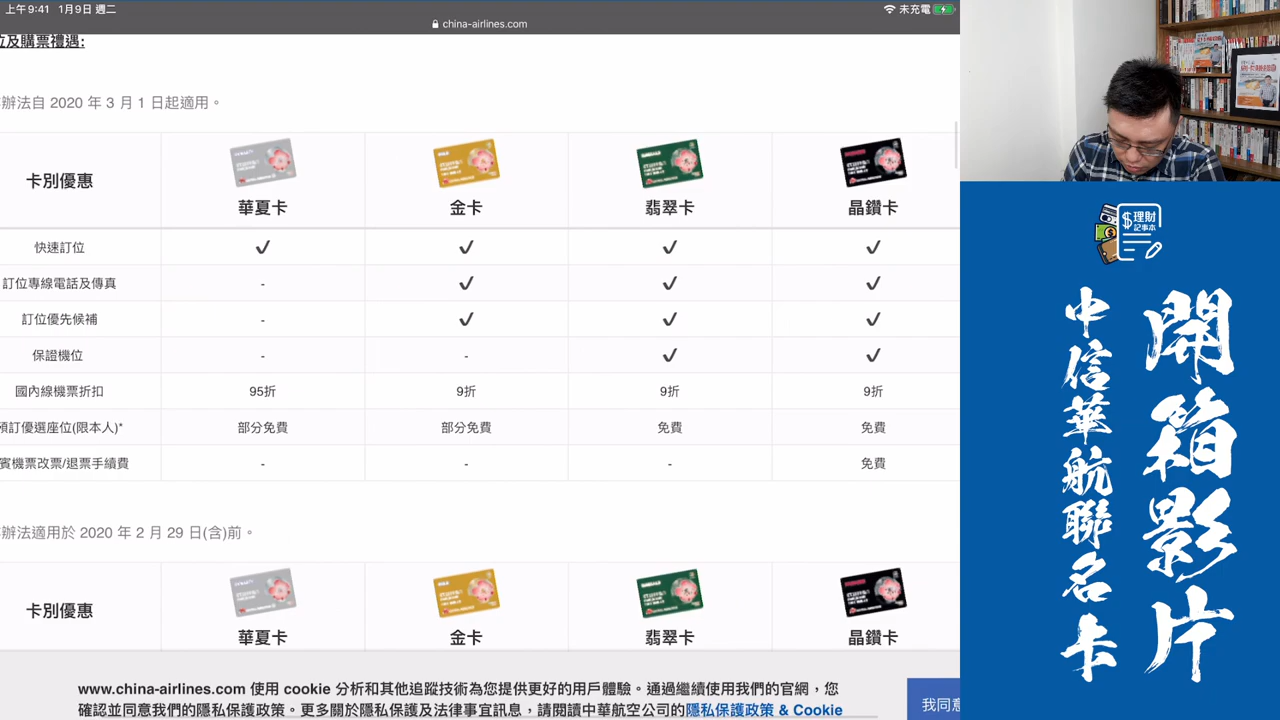 上午9:41 1月9日 週二
未充電
china-airlines.com
位及購票禮遇:
辦法自 2020 年 3 月 1 日起適用。
卡別優惠
華夏卡
金卡
翡翠卡
晶鑽卡
快速訂位 ✓ ✓ ✓ ✓
訂位專線電話及傳真 - ✓ ✓ ✓
訂位優先候補 - ✓ ✓ ✓
保證機位 - - ✓ ✓
國內線機票折扣 95折 9折 9折 9折
預訂優選座位(限本人)* 部分免費 部分免費 免費 免費
賓機票改票/退票手續費 - - - 免費
辦法適用於 2020 年 2 月 29 日(含)前。
卡別優惠
華夏卡
金卡
翡翠卡
晶鑽卡
www.china-airlines.com 使用 cookie 分析和其他追蹤技術為您提供更好的用戶體驗。通過繼續使用我們的官網，您
確認並同意我們的隱私保護政策。更多關於隱私保護及法律事宜訊息，請閱讀中華航空公司的隱私保護政策 & Cookie
我同意
$理財
記事本
開箱影片
中信華航聯名卡